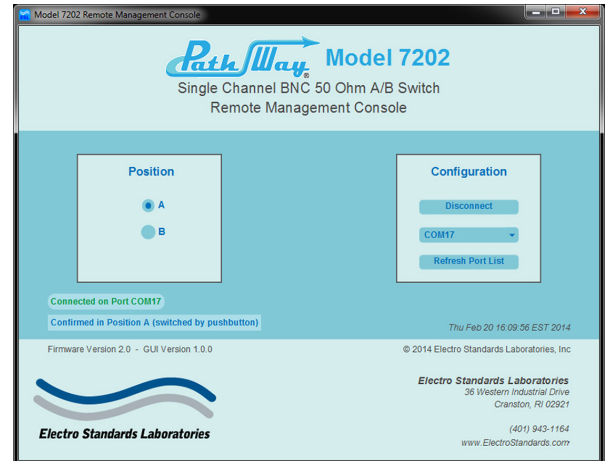 Model 7202 Remote Management Console
PathWay® Model 7202
Single Channel BNC 50 Ohm A/B Switch
Remote Management Console
Position
A
B
Configuration
Disconnect
COM17
Refresh Port List
Connected on Port COM17
Confirmed in Position A (switched by pushbutton)
Thu Feb 20 16:09:56 EST 2014
Firmware Version 2.0 - GUI Version 1.0.0
© 2014 Electro Standards Laboratories, Inc
Electro Standards Laboratories
Electro Standards Laboratories
36 Western Industrial Drive
Cranston, RI 02921
(401) 943-1164
www.ElectroStandards.com